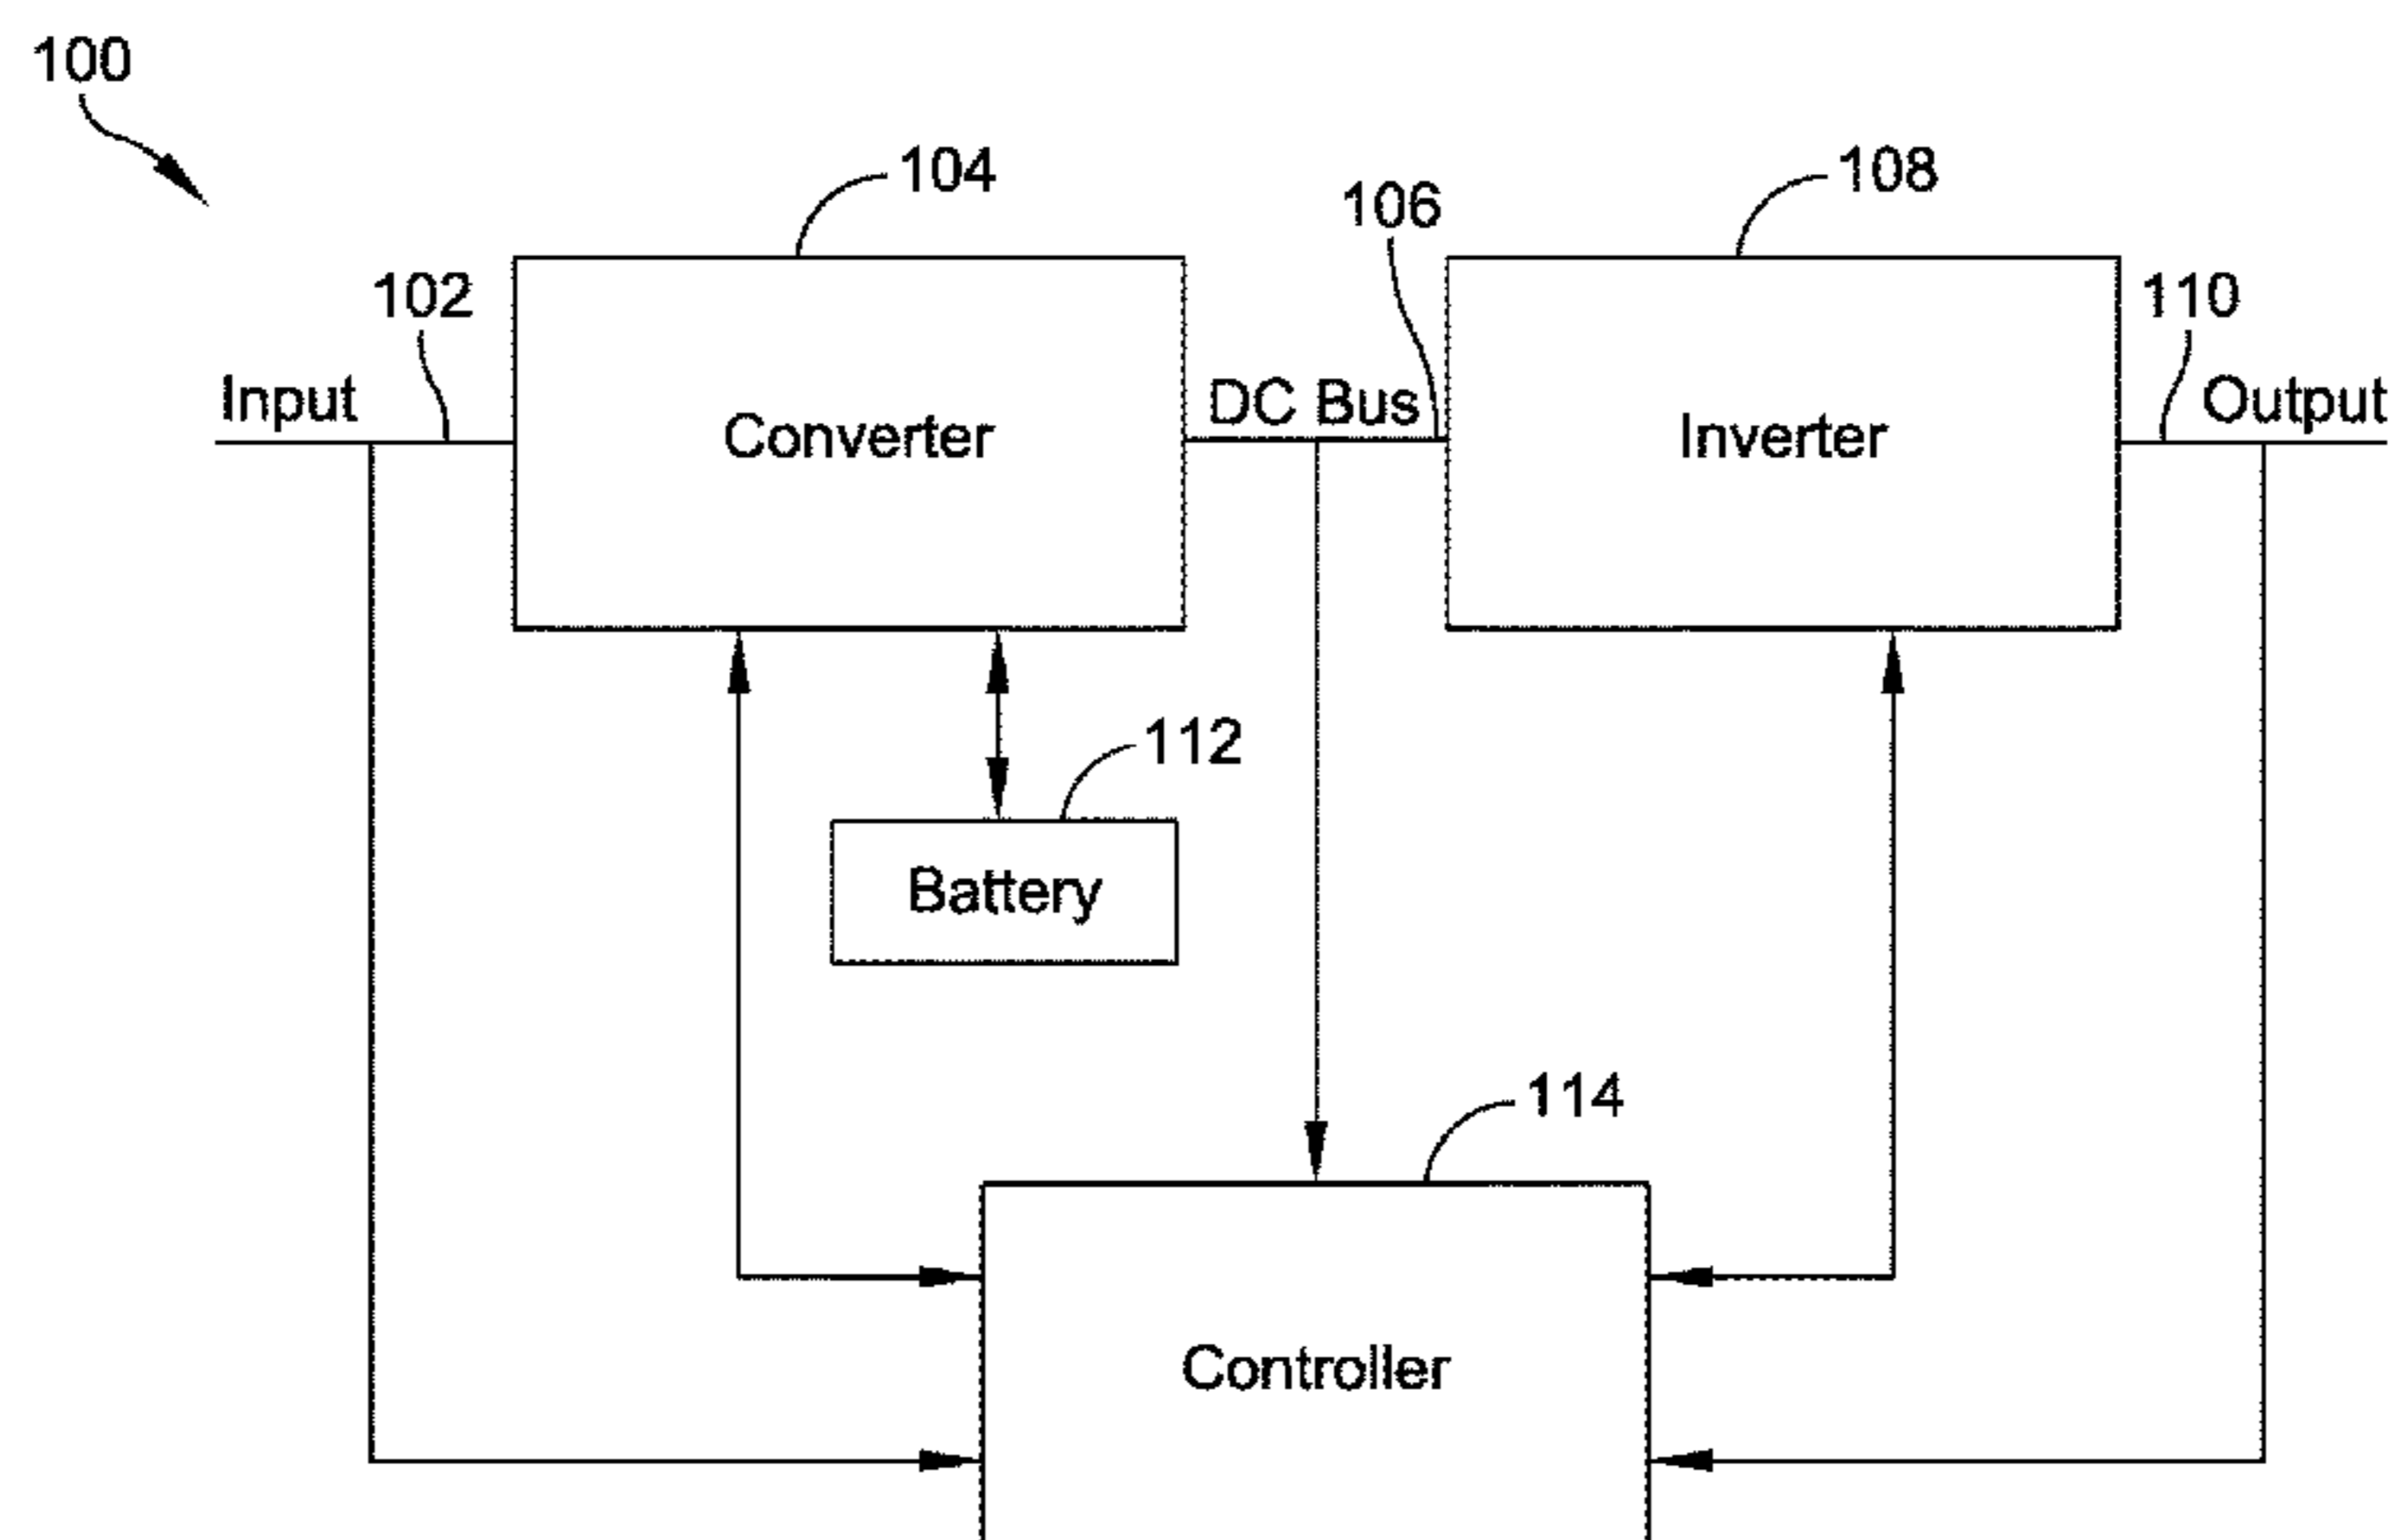 100
104
108
106
102
110
Input
DC Bus
Output
Converter
Inverter
112
Battery
114
Controller